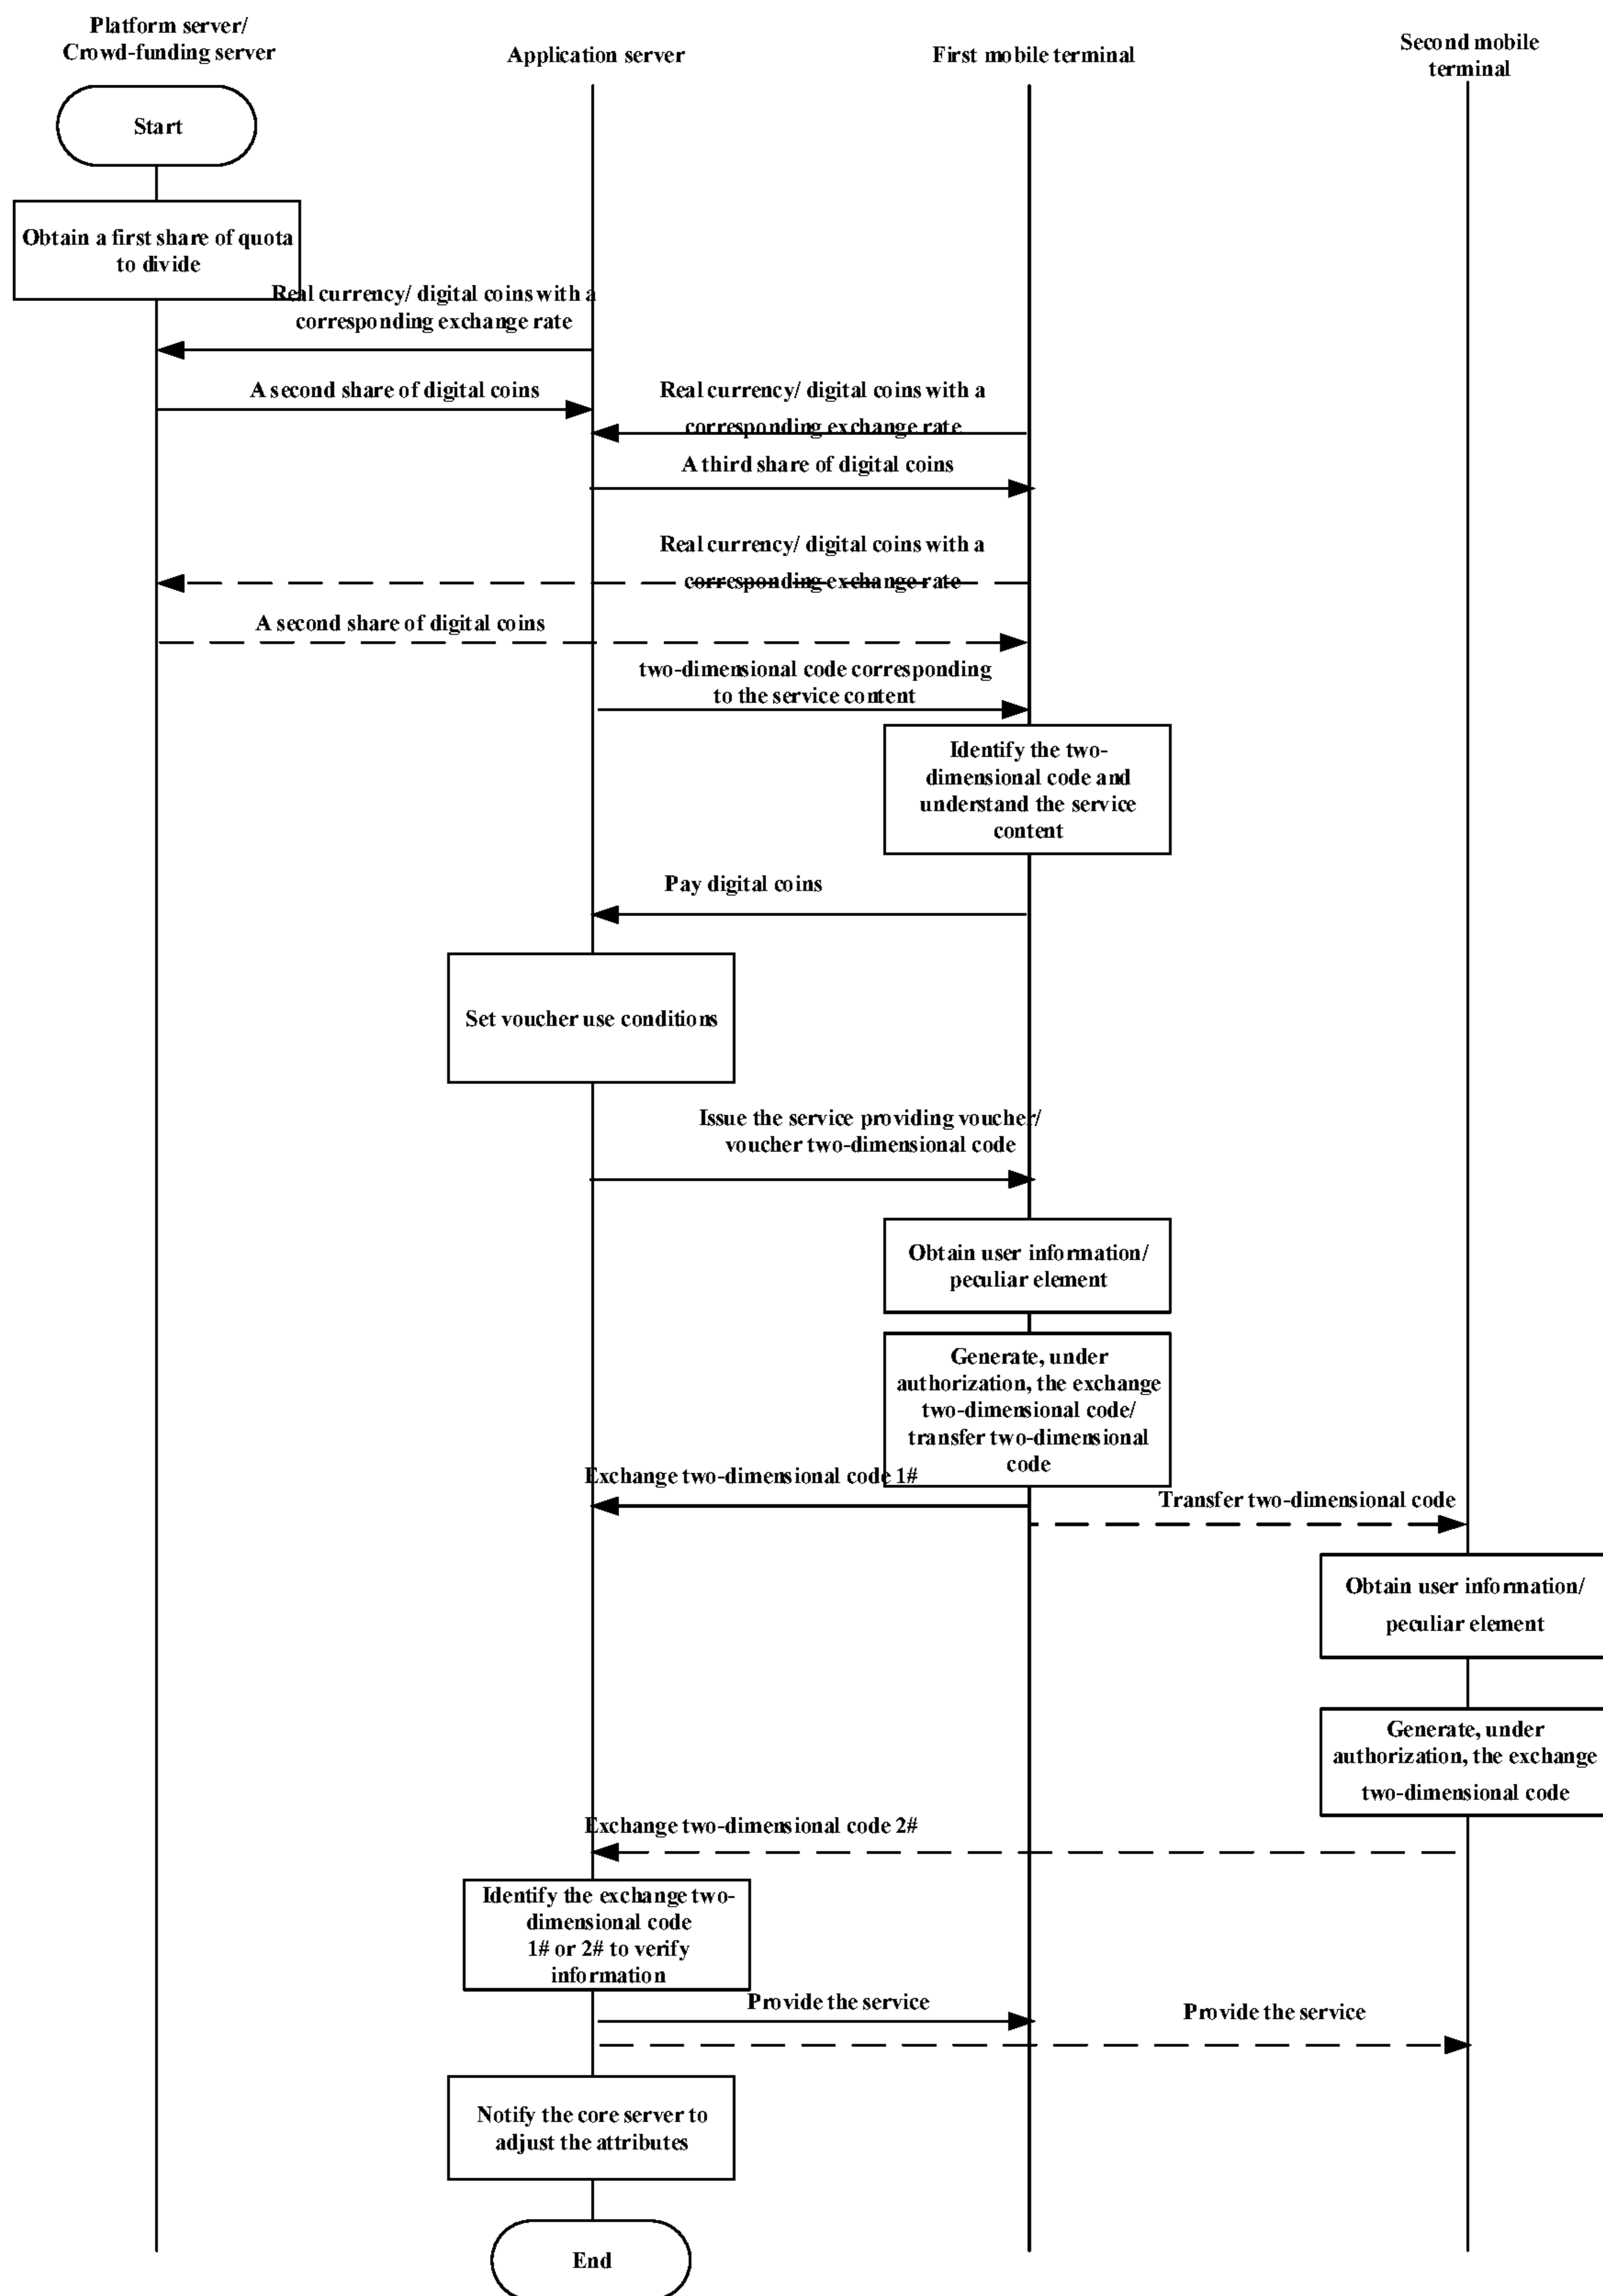 Platform server/
Crowd-funding server
Application server
First mobile terminal
Second mobile
terminal
Start
Obtain a first share of quota
to divide
Real currency/ digital coins with a
corresponding exchange rate
A second share of digital coins
Real currency/ digital coins with a
corresponding exchange rate
A third share of digital coins
Real currency/ digital coins with a
corresponding exchange rate
A second share of digital coins
two-dimensional code corresponding
to the service content
Identify the two-
dimensional code and
understand the service
content
Pay digital coins
Set voucher use conditions
Issue the service providing voucher/
voucher two-dimensional code
Obtain user information/
peculiar element
Generate, under
authorization, the exchange
two-dimensional code/
transfer two-dimensional
code
Exchange two-dimensional code 1#
Transfer two-dimensional code
Obtain user information/
peculiar element
Generate, under
authorization, the exchange
two-dimensional code
Exchange two-dimensional code 2#
Identify the exchange two-
dimensional code
1# or 2# to verify
information
Provide the service
Provide the service
Notify the core server to
adjust the attributes
End